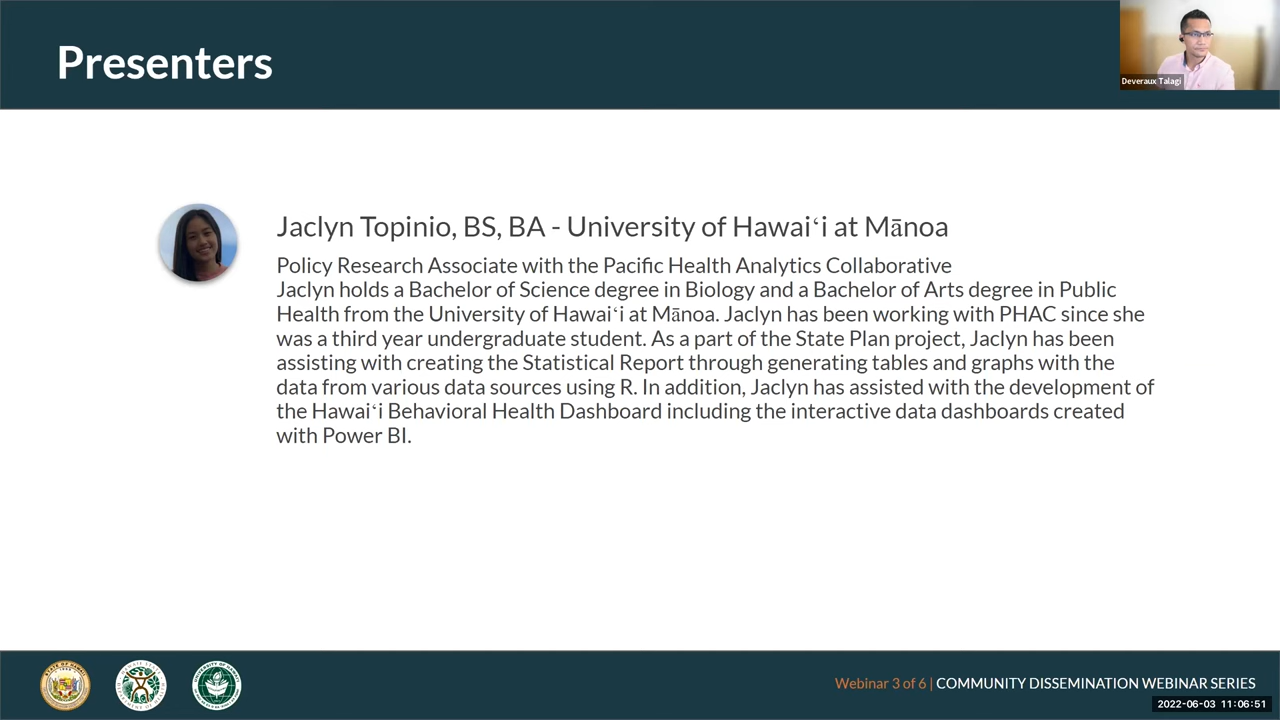 Presenters
Deveraux Talagi
Jaclyn Topinio, BS, BA - University of Hawaiʻi at Mānoa
Policy Research Associate with the Pacific Health Analytics Collaborative
Jaclyn holds a Bachelor of Science degree in Biology and a Bachelor of Arts degree in Public
Health from the University of Hawaiʻi at Mānoa. Jaclyn has been working with PHAC since she
was a third year undergraduate student. As a part of the State Plan project, Jaclyn has been
assisting with creating the Statistical Report through generating tables and graphs with the
data from various data sources using R. In addition, Jaclyn has assisted with the development of
the Hawaiʻi Behavioral Health Dashboard including the interactive data dashboards created
with Power BI.
STATE OF HAWAII
UNIVERSITY OF HAWAII
Webinar 3 of 6 | COMMUNITY DISSEMINATION WEBINAR SERIES
2022-06-03 11:06:51